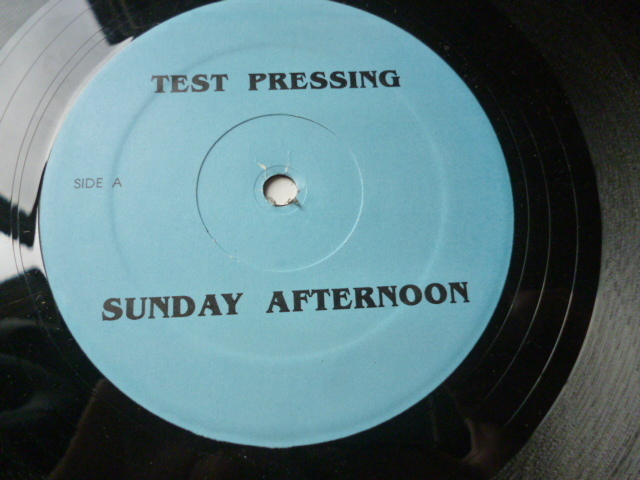 TEST PRESSING
SIDE A
SUNDAY AFTERNOON